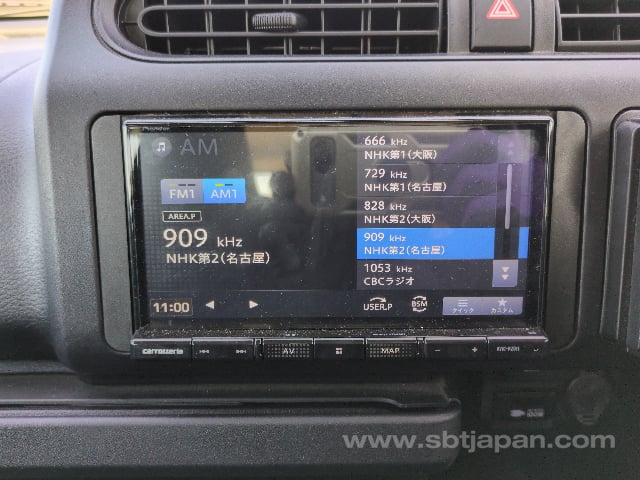 Pioneer
AM
FM1 AM1
AREA.P
909 kHz
NHK第2(名古屋)
666 kHz
NHK第1(大阪)
729 kHz
NHK第1(名古屋)
828 kHz
NHK第2(大阪)
909 kHz
NHK第2(名古屋)
1053 kHz
CBCラジオ
11:00
USER.P
BSM
クイック
カスタム
carrozzeria
AV
MAP
- +
www.sbtjapan.com